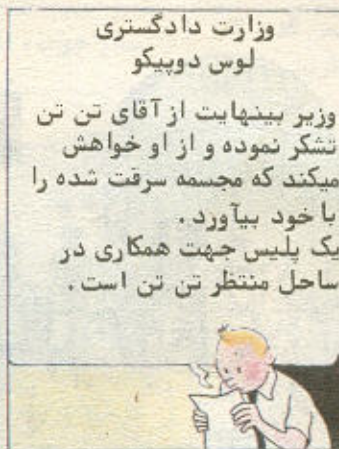 وزارت دادگستری
لوس دوپیکو
وزیر بینهایت از آقای تن تن
تشکر نموده و از او خواهش
میکند که مجسمه سرقت شده را
با خود بیآورد .
یک پلیس جهت همکاری در
ساحل منتظر تن تن است .